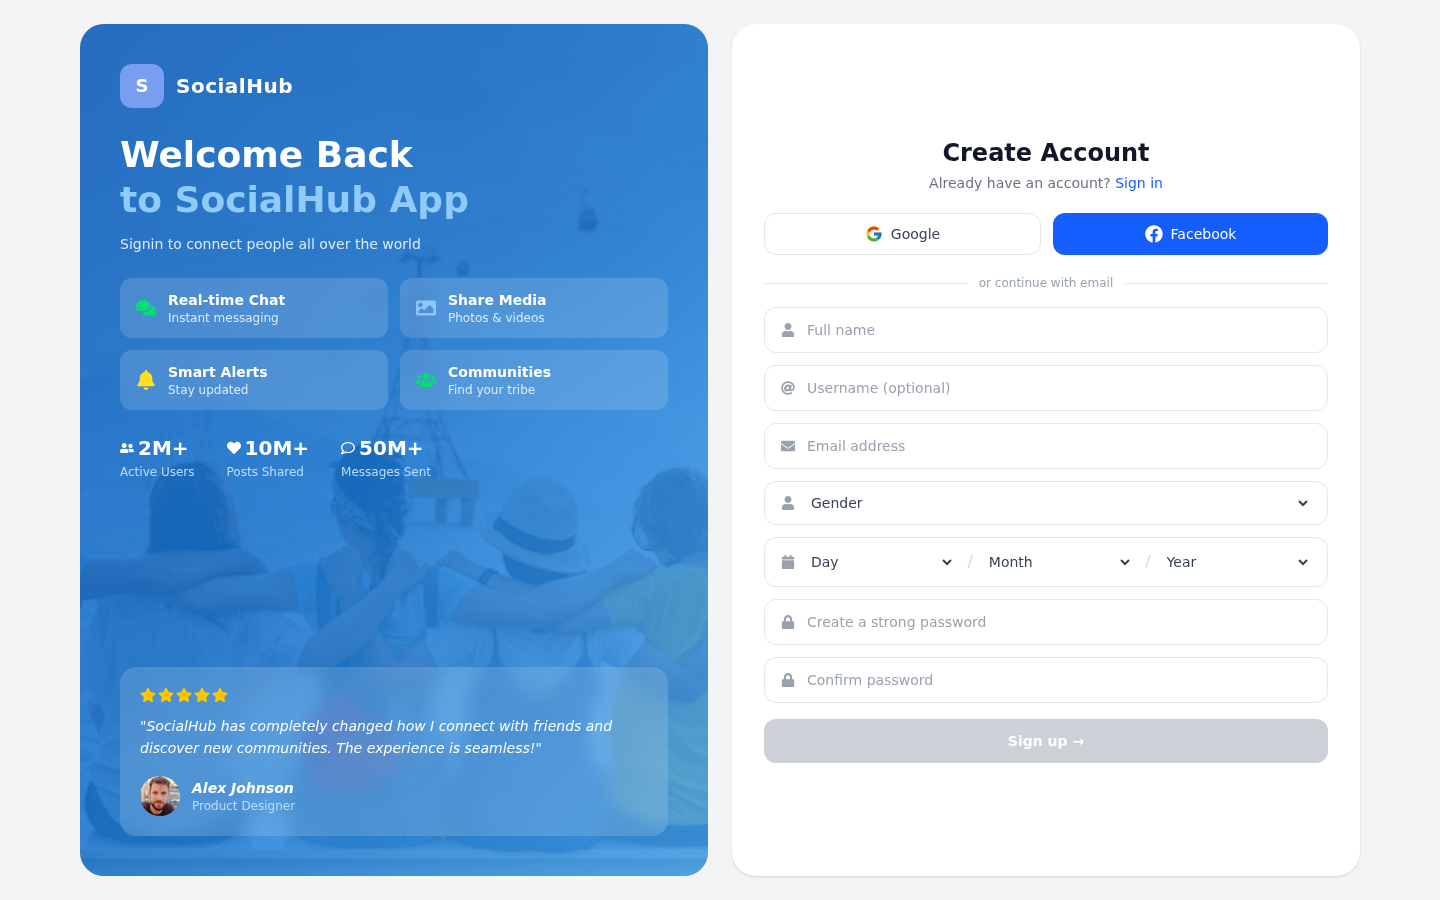 S
SocialHub
Welcome Back
to SocialHub App
Signin to connect people all over the world
Real-time Chat
Instant messaging
Share Media
Photos & videos
Smart Alerts
Stay updated
Communities
Find your tribe
2M+
Active Users
10M+
Posts Shared
50M+
Messages Sent
"SocialHub has completely changed how I connect with friends and
discover new communities. The experience is seamless!"
Alex Johnson
Product Designer
Create Account
Already have an account? Sign in
Google
Facebook
or continue with email
Full name
@ Username (optional)
Email address
Gender
Day / Month / Year
Create a strong password
Confirm password
Sign up →